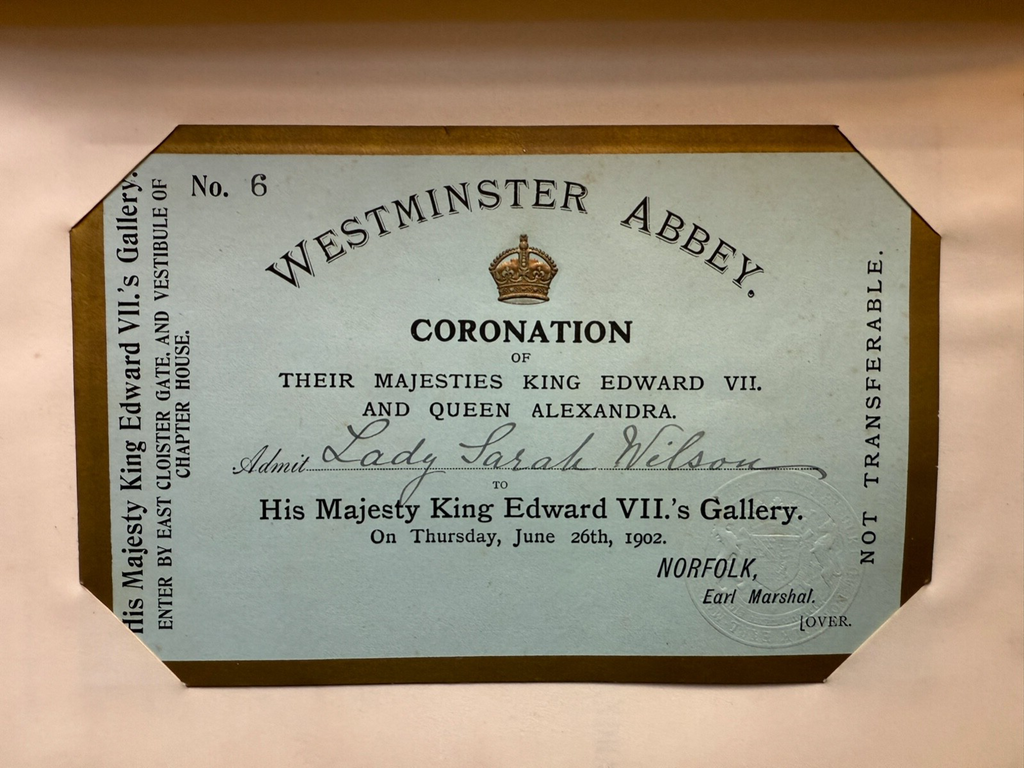 No. 6
WESTMINSTER ABBEY.
CORONATION
OF
THEIR MAJESTIES KING EDWARD VII.
AND QUEEN ALEXANDRA.
Admit Lady Sarah Wilson
TO
His Majesty King Edward VII.'s Gallery.
On Thursday, June 26th, 1902.
NORFOLK,
Earl Marshal.
[OVER.
His Majesty King Edward VII.'s Gallery.
ENTER BY EAST CLOISTER GATE, AND VESTIBULE OF
CHAPTER HOUSE.
NOT TRANSFERABLE.